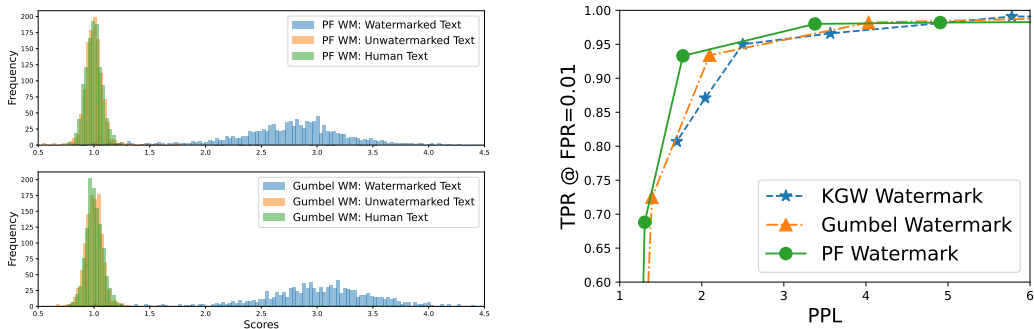 Frequency
200
175
150
125
100
75
50
25
0
0.5 1.0 1.5 2.0 2.5 3.0 3.5 4.0 4.5
PF WM: Watermarked Text
PF WM: Unwatermarked Text
PF WM: Human Text
Frequency
200
175
150
125
100
75
50
25
0
0.5 1.0 1.5 2.0 2.5 3.0 3.5 4.0 4.5
Scores
Gumbel WM: Watermarked Text
Gumbel WM: Unwatermarked Text
Gumbel WM: Human Text
TPR @ FPR=0.01
1.00
0.95
0.90
0.85
0.80
0.75
0.70
0.65
0.60
1 2 3 4 5 6
PPL
KGW Watermark
Gumbel Watermark
PF Watermark